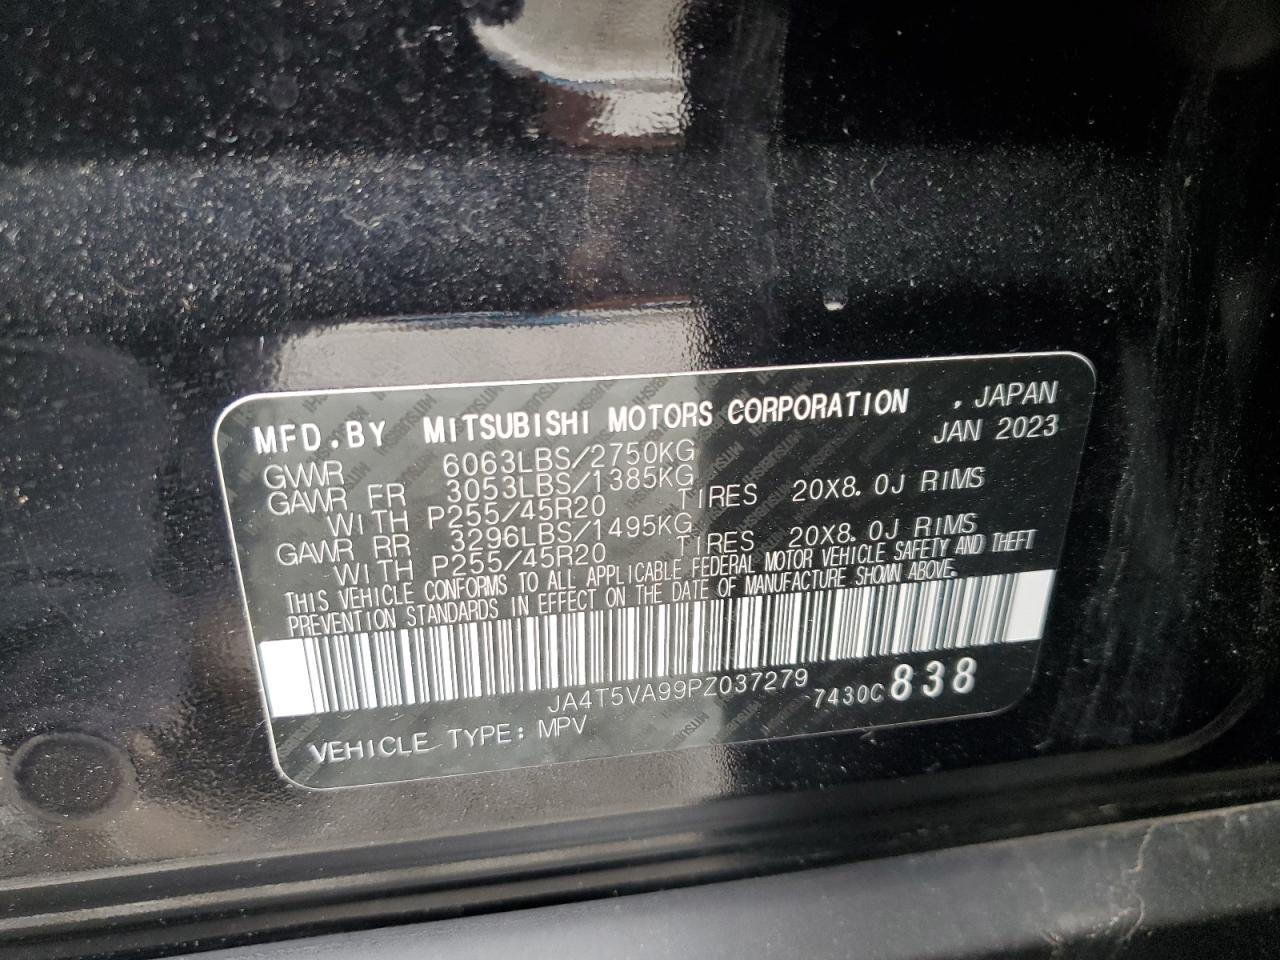 MFD.BY MITSUBISHI MOTORS CORPORATION , JAPAN
JAN 2023
GWWR 6063LBS/2750KG
GAWR FR 3053LBS/1385KG
WITH P255/45R20 TIRES 20X8.0J RIMS
GAWR RR 3296LBS/1495KG
WITH P255/45R20 TIRES 20X8.0J RIMS
THIS VEHICLE CONFORMS TO ALL APPLICABLE FEDERAL MOTOR VEHICLE SAFETY AND THEFT
PREVENTION STANDARDS IN EFFECT ON THE DATE OF MANUFACTURE SHOWN ABOVE.
JA4T5VA99PZ037279 7430C 838
VEHICLE TYPE: MPV